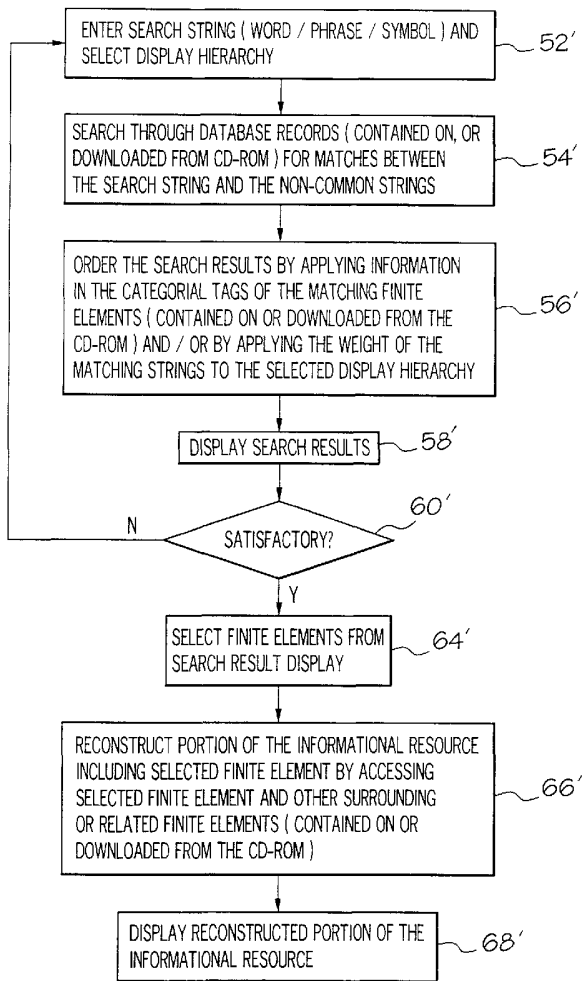 ENTER SEARCH STRING ( WORD / PHRASE / SYMBOL ) AND
SELECT DISPLAY HIERARCHY
52'
SEARCH THROUGH DATABASE RECORDS ( CONTAINED ON, OR
DOWNLOADED FROM CD-ROM ) FOR MATCHES BETWEEN
THE SEARCH STRING AND THE NON-COMMON STRINGS
54'
ORDER THE SEARCH RESULTS BY APPLYING INFORMATION
IN THE CATEGORIAL TAGS OF THE MATCHING FINITE
ELEMENTS ( CONTAINED ON OR DOWNLOADED FROM THE
CD-ROM ) AND / OR BY APPLYING THE WEIGHT OF THE
MATCHING STRINGS TO THE SELECTED DISPLAY HIERARCHY
56'
DISPLAY SEARCH RESULTS
58'
SATISFACTORY?
60'
N
Y
SELECT FINITE ELEMENTS FROM
SEARCH RESULT DISPLAY
64'
RECONSTRUCT PORTION OF THE INFORMATIONAL RESOURCE
INCLUDING SELECTED FINITE ELEMENT BY ACCESSING
SELECTED FINITE ELEMENT AND OTHER SURROUNDING
OR RELATED FINITE ELEMENTS ( CONTAINED ON OR
DOWNLOADED FROM THE CD-ROM )
66'
DISPLAY RECONSTRUCTED PORTION OF THE
INFORMATIONAL RESOURCE
68'